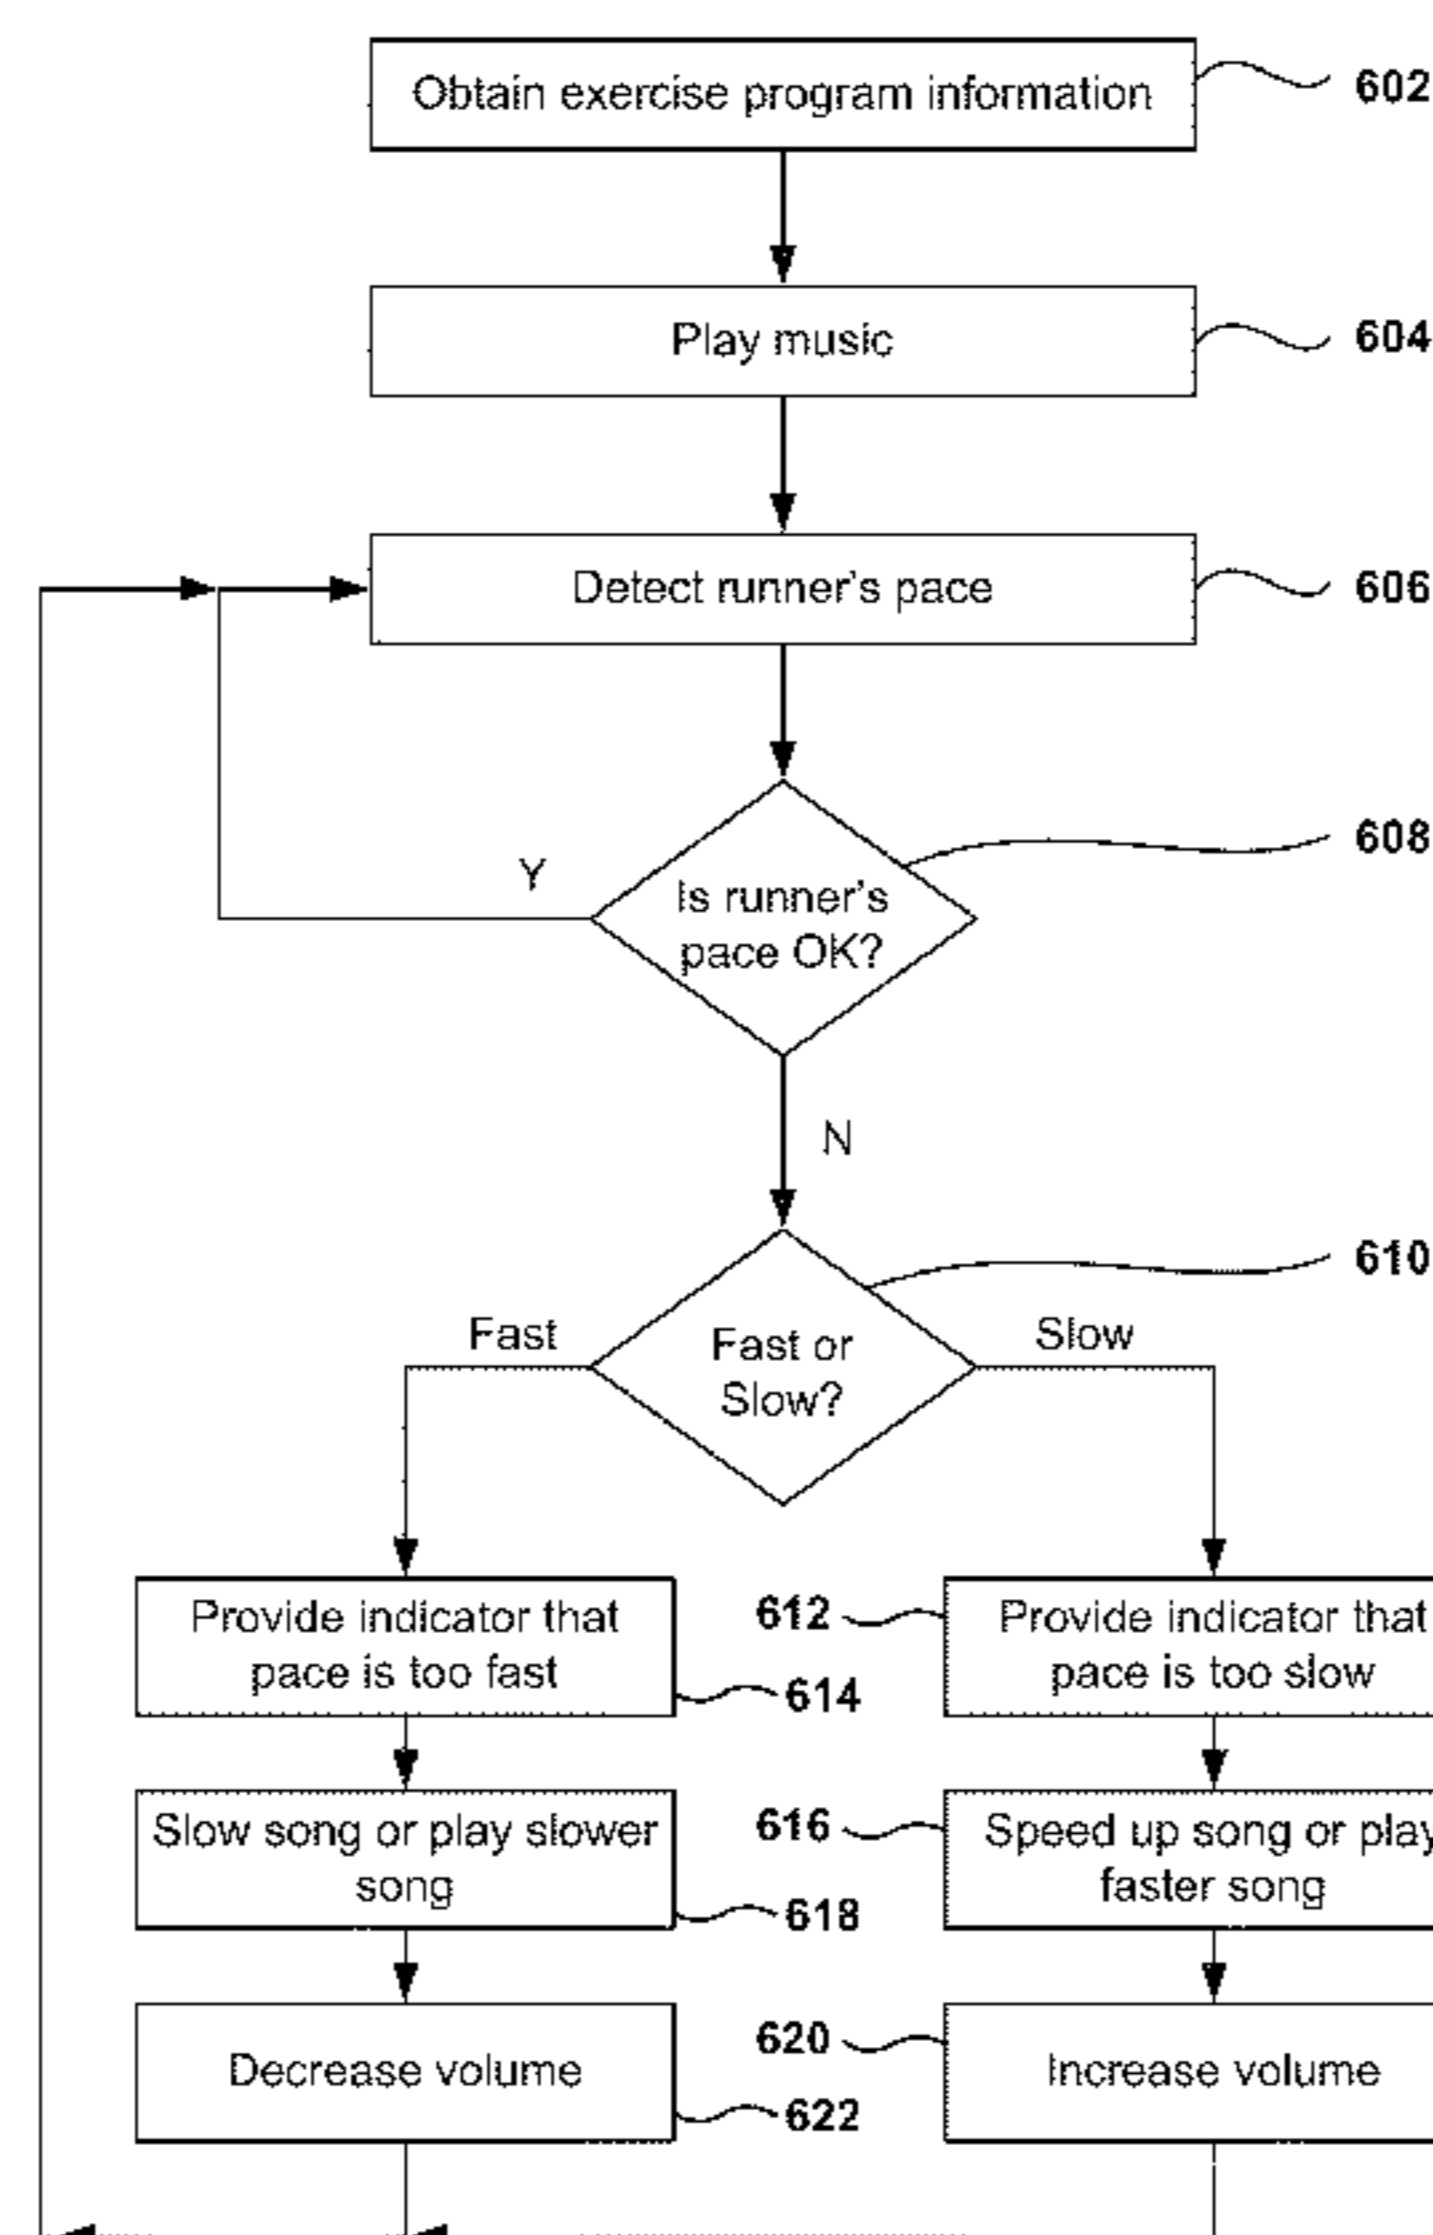 Obtain exercise program information
602
Play music
604
Detect runner's pace
606
608
Y
Is runner's
pace OK?
N
610
Fast
Fast or
Slow?
Slow
Provide indicator that
pace is too fast
614
612
Provide indicator that
pace is too slow
Slow song or play slower
song
618
616
Speed up song or play
faster song
Decrease volume
622
620
Increase volume